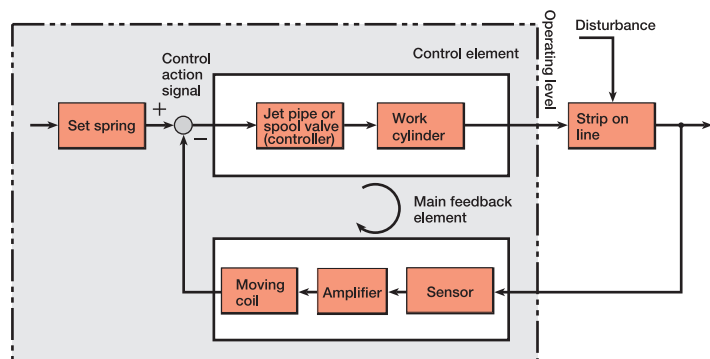 Disturbance
Control
action
signal
Control element
Operating level
+
Set spring
−
Jet pipe or
spool valve
(controller)
Work
cylinder
Strip on
line
Main feedback
element
Moving
coil
Amplifier
Sensor